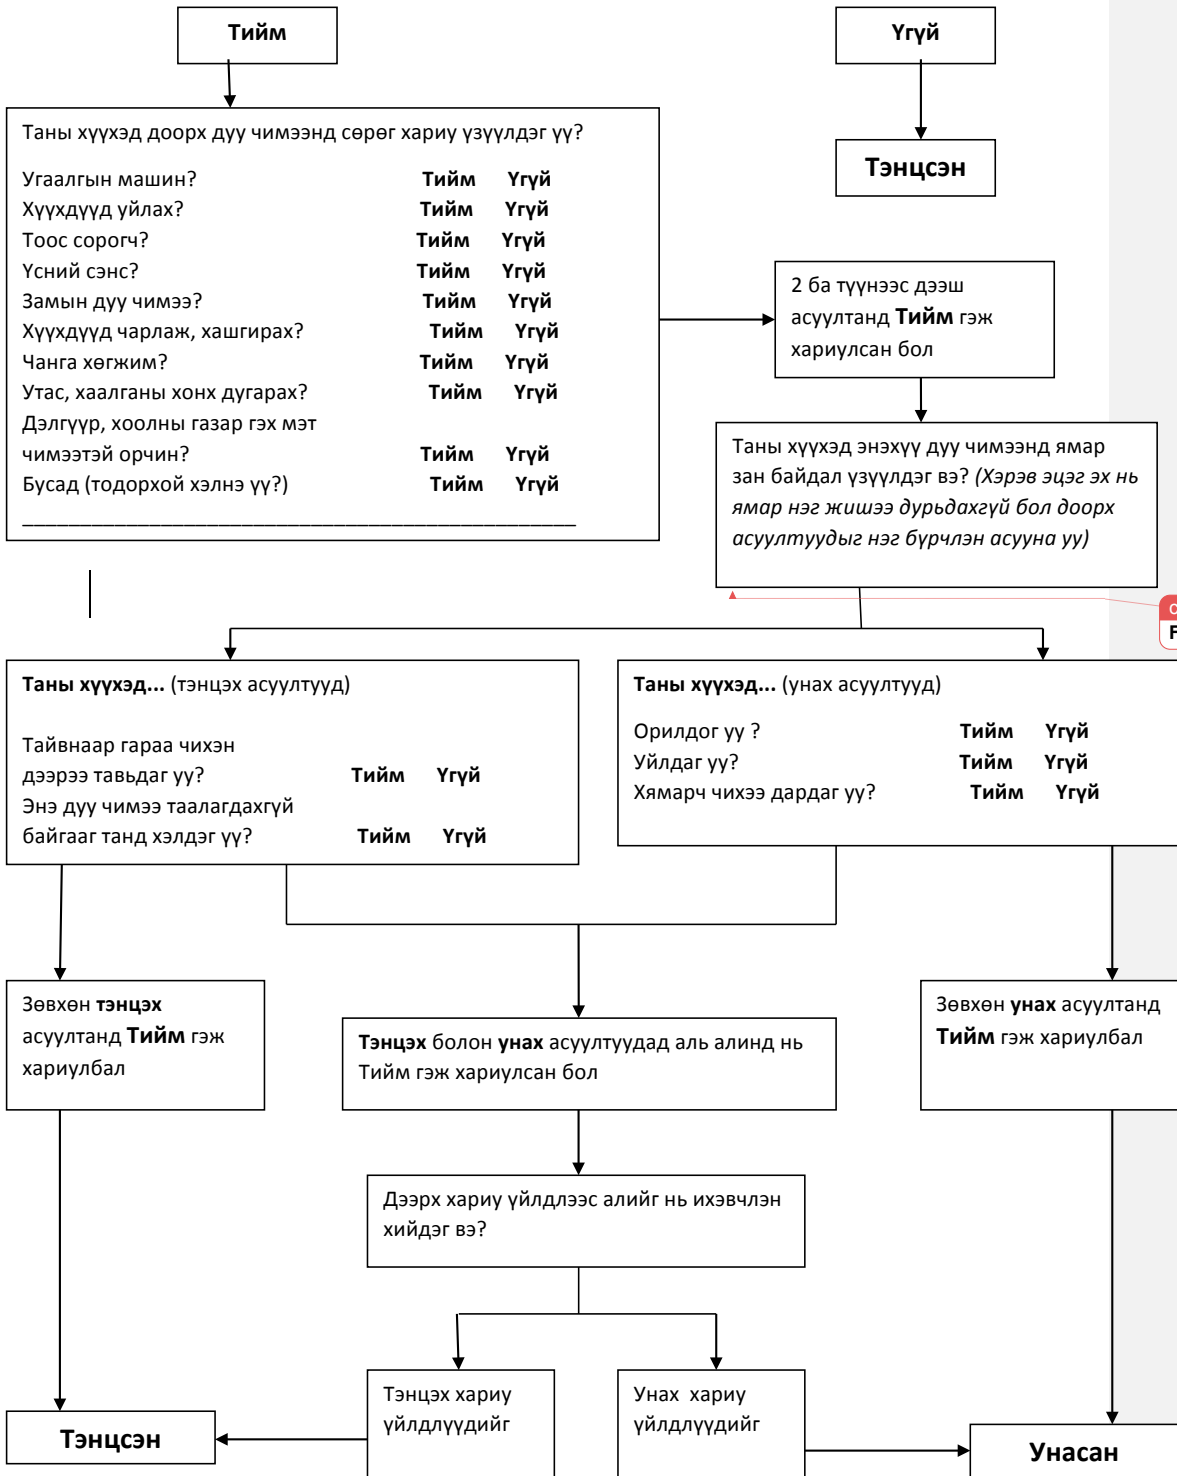 Тийм
Үгүй
Таны хүүхэд доорх дуу чимээнд сөрөг хариу үзүүлдэг үү?
Угаалгын машин? Тийм Үгүй
Хүүхдүүд уйлах? Тийм Үгүй
Тоос сорогч? Тийм Үгүй
Үсний сэнс? Тийм Үгүй
Замын дуу чимээ? Тийм Үгүй
Хүүхдүүд чарлаж, хашгирах? Тийм Үгүй
Чанга хөгжим? Тийм Үгүй
Утас, хаалганы хонх дугарах? Тийм Үгүй
Дэлгүүр, хоолны газар гэх мэт
чимээтэй орчин? Тийм Үгүй
Бусад (тодорхой хэлнэ үү?) Тийм Үгүй
Тэнцсэн
2 ба түүнээс дээш
асуултанд Тийм гэж
хариулсан бол
Таны хүүхэд энэхүү дуу чимээнд ямар
зан байдал үзүүлдэг вэ? (Хэрэв эцэг эх нь
ямар нэг жишээ дурьдахгүй бол доорх
асуултуудыг нэг бүрчлэн асууна уу)
Таны хүүхэд... (тэнцэх асуултууд)
Тайвнаар гараа чихэн
дээрээ тавьдаг уу? Тийм Үгүй
Энэ дуу чимээ таалагдахгүй
байгааг танд хэлдэг үү? Тийм Үгүй
Таны хүүхэд... (унах асуултууд)
Орилдог уу ? Тийм Үгүй
Уйлдаг уу? Тийм Үгүй
Хямарч чихээ дардаг уу? Тийм Үгүй
Зөвхөн тэнцэх
асуултанд Тийм гэж
хариулбал
Тэнцэх болон унах асуултуудад аль алинд нь
Тийм гэж хариулсан бол
Зөвхөн унах асуултанд
Тийм гэж хариулбал
Дээрх хариу үйлдлээс алийг нь ихэвчлэн
хийдэг вэ?
Тэнцэх хариу
үйлдлүүдийг
Унах хариу
үйлдлүүдийг
Тэнцсэн
Унасан